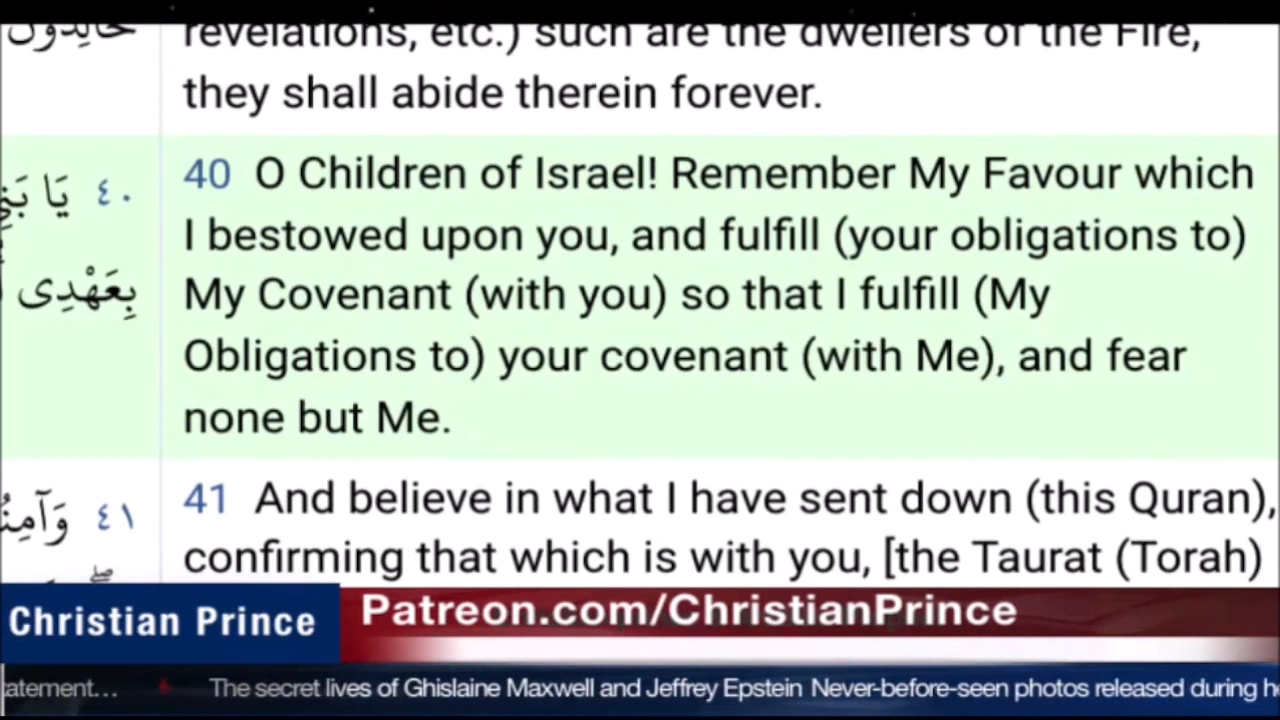 خَالِدُونَ
revelations, etc.) such are the dwellers of the Fire,
they shall abide therein forever.
٤٠ يَا بَنِي
بِعَهْدِي
40 O Children of Israel! Remember My Favour which
I bestowed upon you, and fulfill (your obligations to)
My Covenant (with you) so that I fulfill (My
Obligations to) your covenant (with Me), and fear
none but Me.
٤١
41 And believe in what I have sent down (this Quran),
confirming that which is with you, [the Taurat (Torah)
Christian Prince
Patreon.com/ChristianPrince
atement... The secret lives of Ghislaine Maxwell and Jeffrey Epstein Never-before-seen photos released during